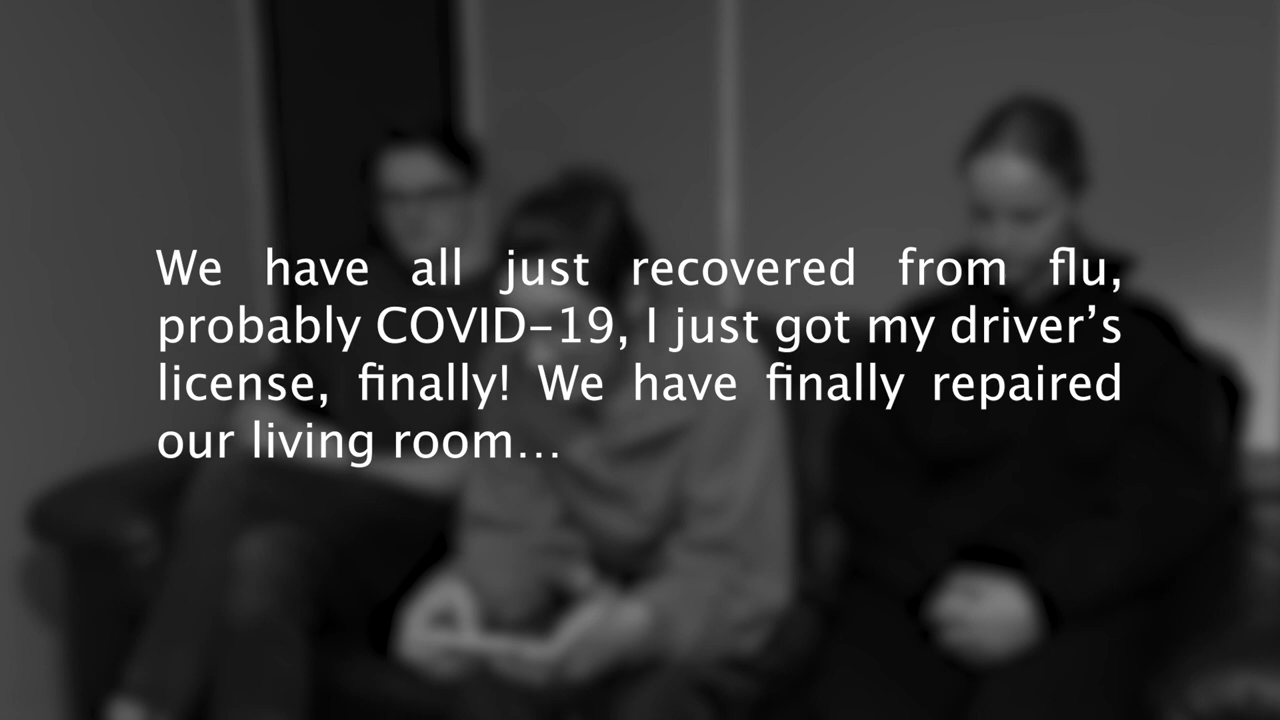 We have all just recovered from flu,
probably COVID-19, I just got my driver’s
license, finally! We have finally repaired
our living room…